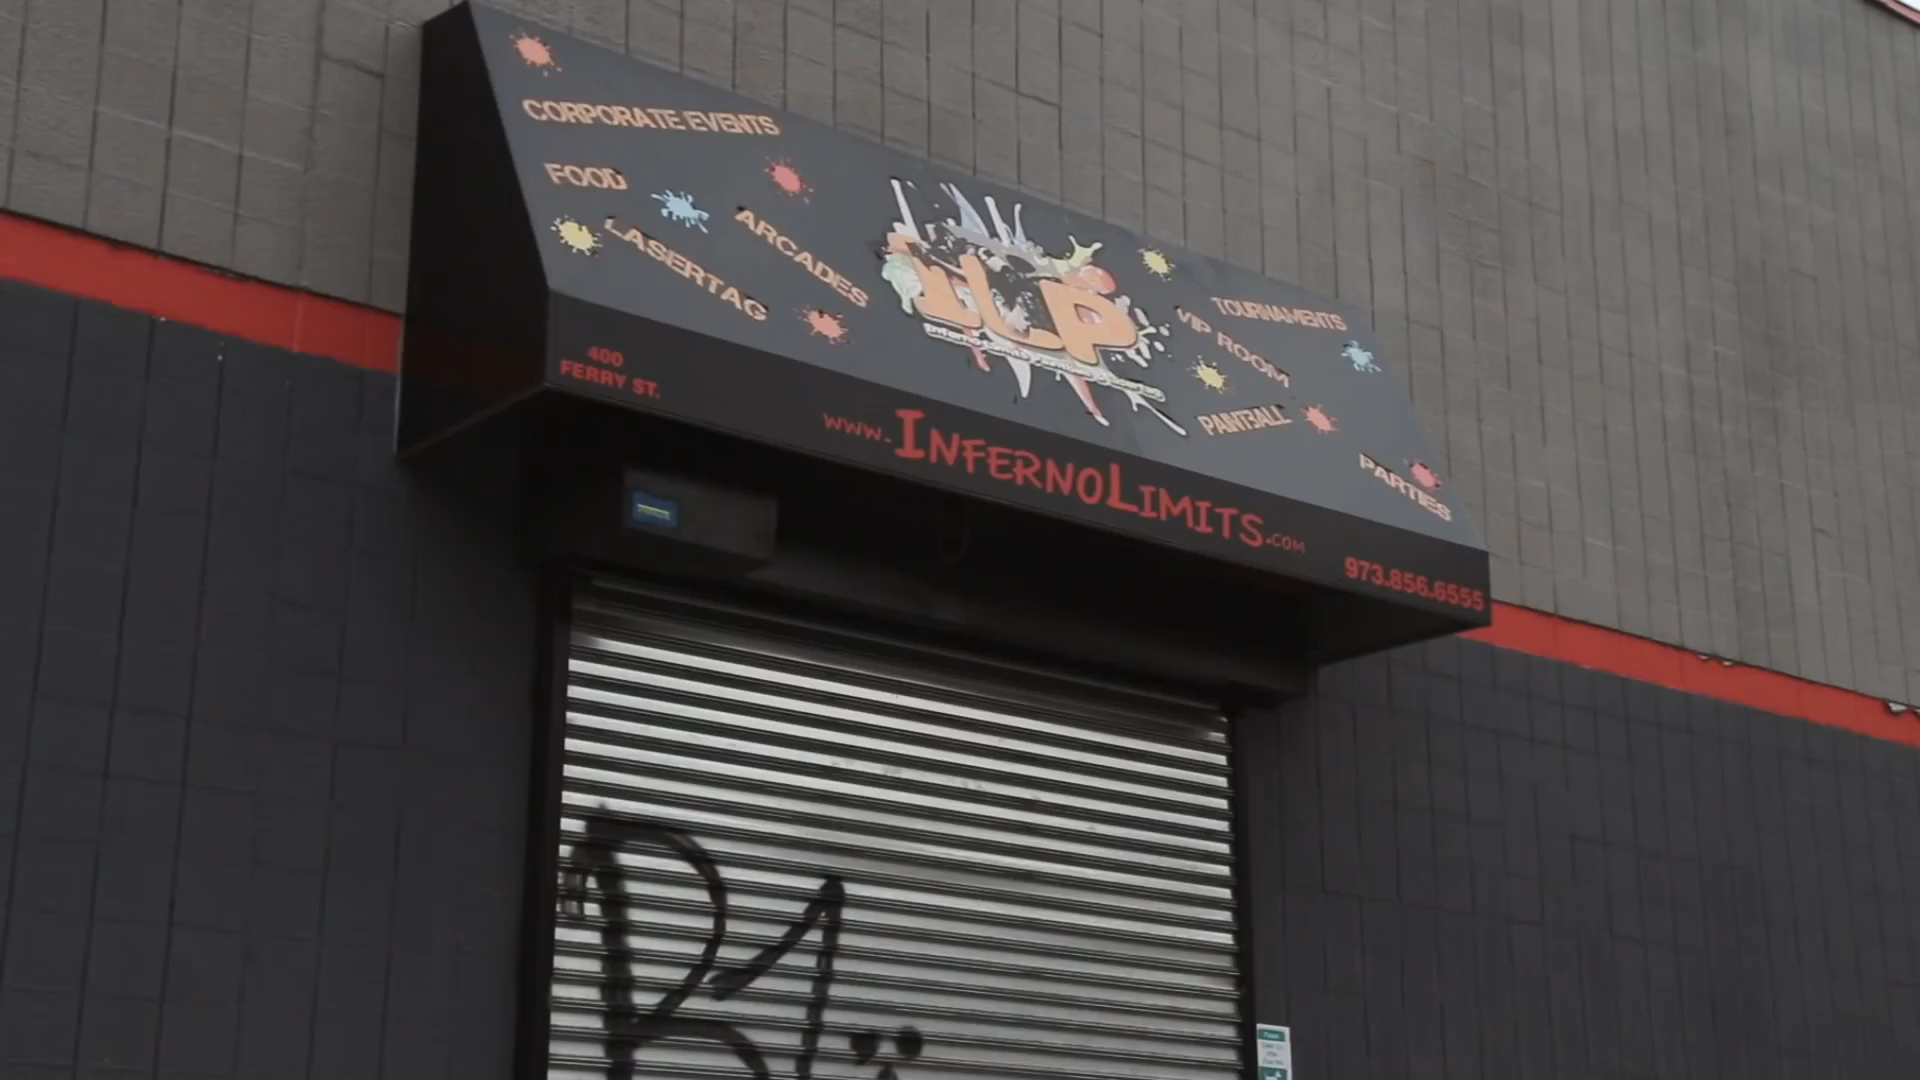 CORPORATE EVENTS
FOOD
LASERTAG
ARCADES
ILP
TOURNAMENTS
VIP ROOM
PAINTBALL
PARTIES
400
FERRY ST.
www.INFERNOLIMITS.COM
973.856.6555